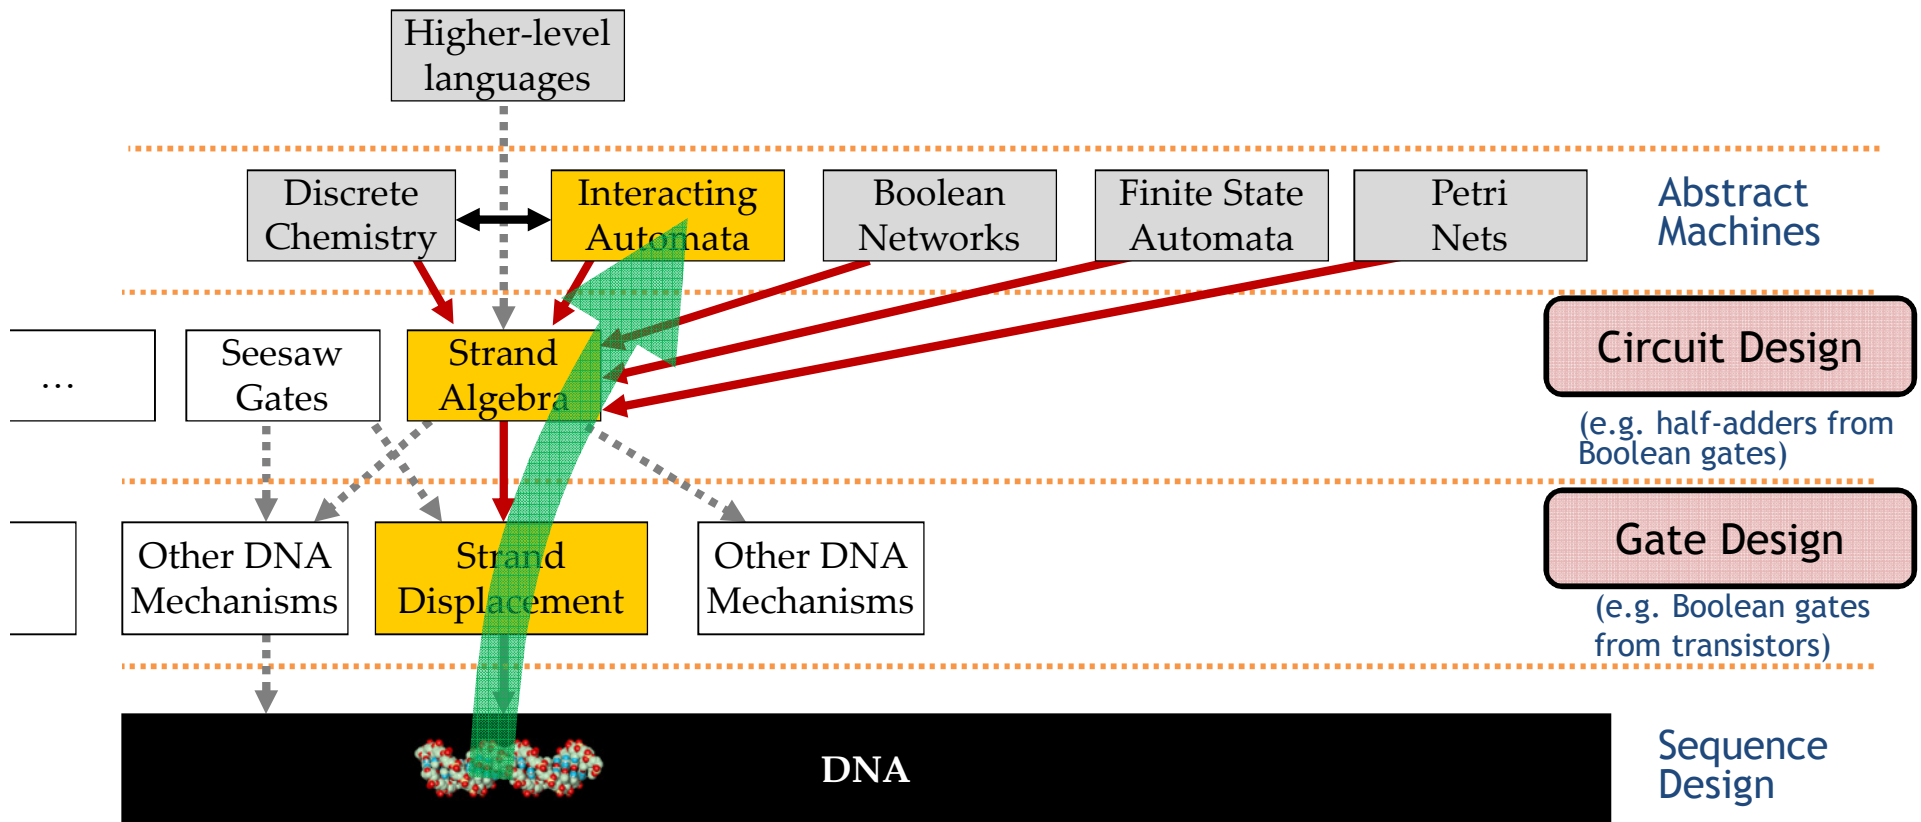 Higher-level
languages
Discrete
Chemistry
Interacting
Automata
Boolean
Networks
Finite State
Automata
Petri
Nets
Abstract
Machines
...
Seesaw
Gates
Strand
Algebra
Circuit Design
(e.g. half-adders from
Boolean gates)
Other DNA
Mechanisms
Strand
Displacement
Other DNA
Mechanisms
Gate Design
(e.g. Boolean gates
from transistors)
DNA
Sequence
Design